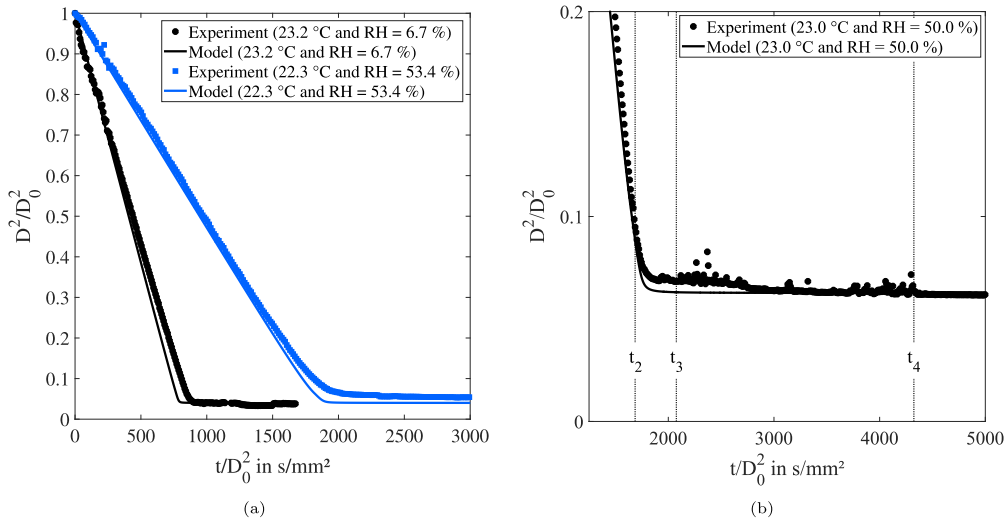 Experiment (23.2 °C and RH = 6.7 %)
Model (23.2 °C and RH = 6.7 %)
Experiment (22.3 °C and RH = 53.4 %)
Model (22.3 °C and RH = 53.4 %)
1
0.9
0.8
0.7
0.6
0.5
0.4
0.3
0.2
0.1
0
D²/D₀²
0 500 1000 1500 2000 2500 3000
t/D₀² in s/mm²
(a)
Experiment (23.0 °C and RH = 50.0 %)
Model (23.0 °C and RH = 50.0 %)
0.2
0.1
0
D²/D₀²
t₂ t₃ t₄
2000 3000 4000 5000
t/D₀² in s/mm²
(b)